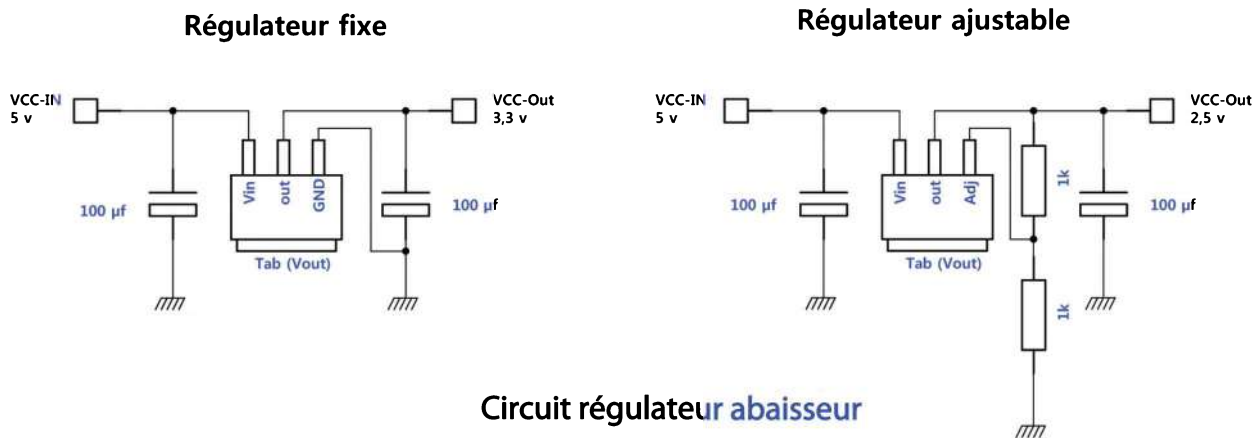 Régulateur fixe
Régulateur ajustable
VCC-IN
5 v
VCC-Out
3,3 v
VCC-IN
5 v
VCC-Out
2,5 v
Vin
out
GND
Vin
out
Adj
1k
100 µf
100 µf
100 µf
100 µf
Tab (Vout)
Tab (Vout)
1k
Circuit régulateur abaisseur